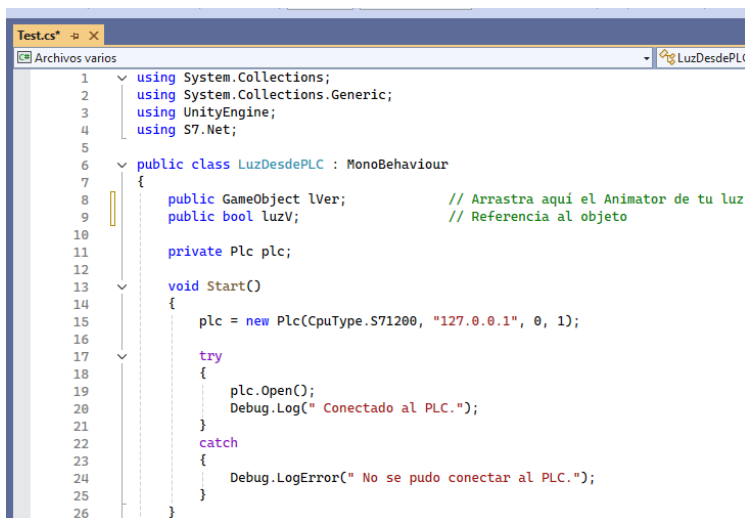 Test.cs*
Archivos varios
LuzDesdePLC
1 using System.Collections;
2 using System.Collections.Generic;
3 using UnityEngine;
4 using S7.Net;
5
6 public class LuzDesdePLC : MonoBehaviour
7 {
8 public GameObject lVer; // Arrastra aquí el Animator de tu luz
9 public bool luzV; // Referencia al objeto
10
11 private Plc plc;
12
13 void Start()
14 {
15 plc = new Plc(CpuType.S71200, "127.0.0.1", 0, 1);
16
17 try
18 {
19 plc.Open();
20 Debug.Log(" Conectado al PLC.");
21 }
22 catch
23 {
24 Debug.LogError(" No se pudo conectar al PLC.");
25 }
26 }